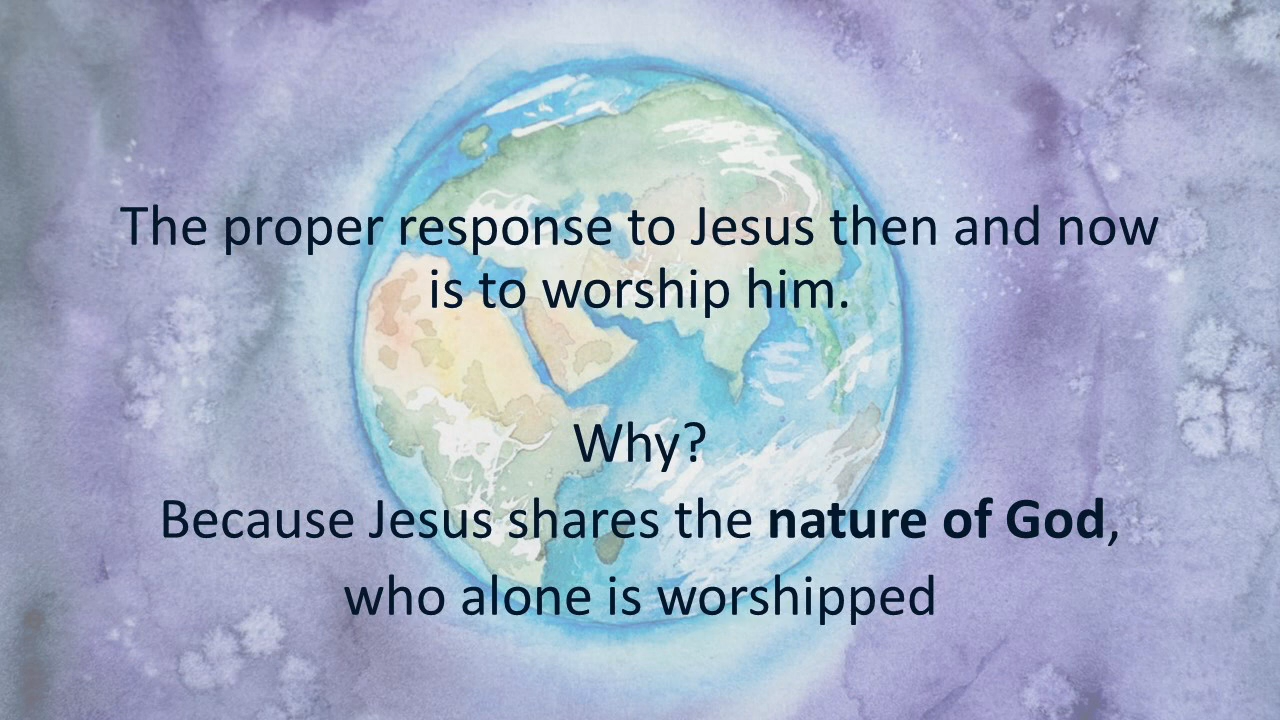 The proper response to Jesus then and now
is to worship him.
Why?
Because Jesus shares the nature of God,
who alone is worshipped